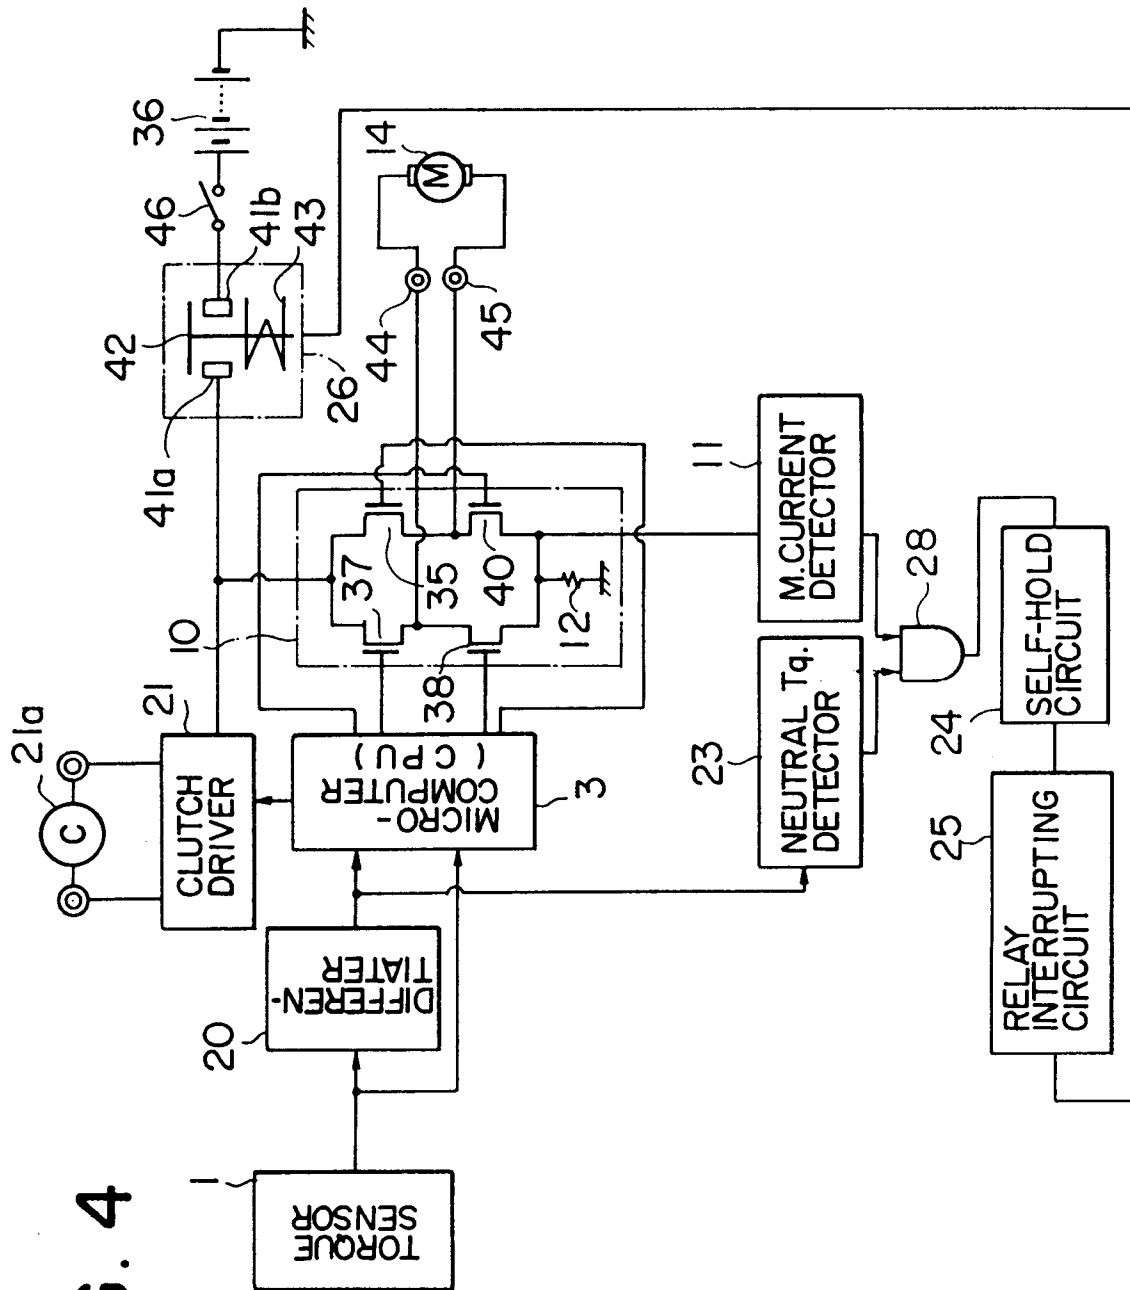 G. 4
1
TORQUE
SENSOR
20
DIFFEREN-
TIATER
21a
C
21
CLUTCH
DRIVER
MICRO-
COMPUTER
(CPU)
3
10
37
35
38
40
12
41a
42
41b
43
26
46
36
44
45
14
M
23
NEUTRAL Tq.
DETECTOR
11
M.CURRENT
DETECTOR
28
24
SELF-HOLD
CIRCUIT
25
RELAY
INTERRUPTING
CIRCUIT